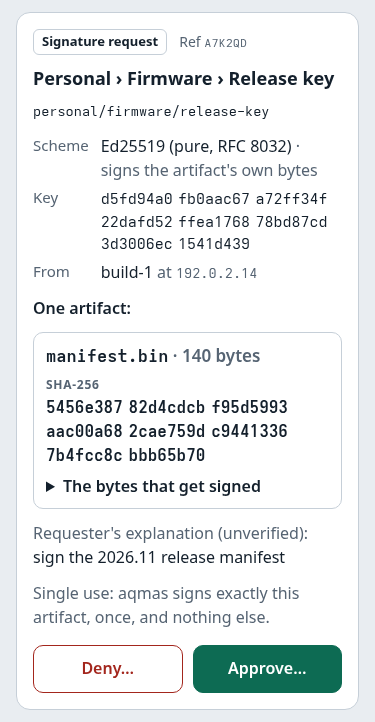 Signature request Ref A7K2QD
Personal › Firmware › Release key
personal/firmware/release-key
Scheme Ed25519 (pure, RFC 8032) ·
signs the artifact's own bytes
Key d5fd94a0 fb0aac67 a72ff34f
22dafd52 ffea1768 78bd87cd
3d3006ec 1541d439
From build-1 at 192.0.2.14
One artifact:
manifest.bin · 140 bytes
SHA-256
5456e387 82d4cdcb f95d5993
aac00a68 2cae759d c9441336
7b4fcc8c bbb65b70
▶ The bytes that get signed
Requester's explanation (unverified):
sign the 2026.11 release manifest
Single use: aqmas signs exactly this
artifact, once, and nothing else.
Deny… Approve…